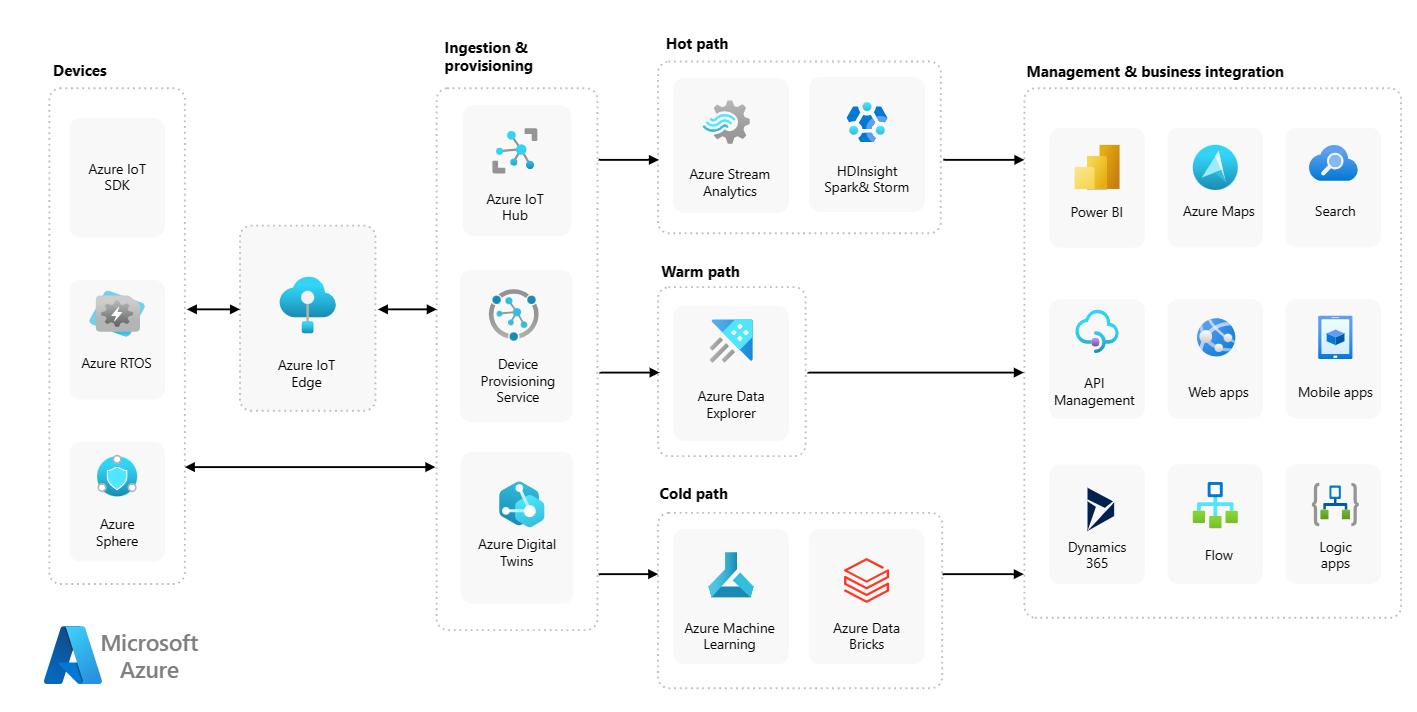 Devices
Azure IoT
SDK
Azure RTOS
Azure
Sphere
Azure IoT
Edge
Ingestion &
provisioning
Azure IoT
Hub
Device
Provisioning
Service
Azure Digital
Twins
Hot path
Azure Stream
Analytics
HDInsight
Spark& Storm
Warm path
Azure Data
Explorer
Cold path
Azure Machine
Learning
Azure Data
Bricks
Management & business integration
Power BI
Azure Maps
Search
API
Management
Web apps
Mobile apps
Dynamics
365
Flow
Logic
apps
Microsoft
Azure